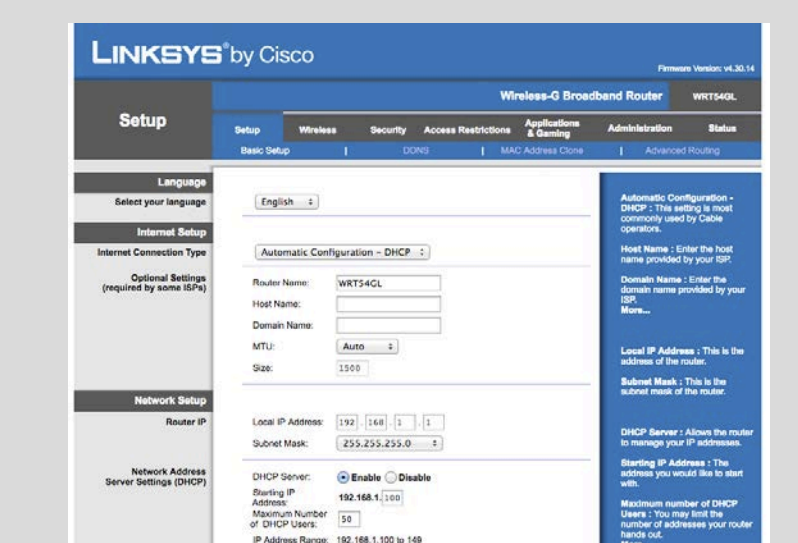 LINKSYS® by Cisco
Firmware Version: v4.30.14
Wireless-G Broadband Router WRT54GL
Setup
Setup Wireless Security Access Restrictions Applications & Gaming Administration Status
Basic Setup | DDNS | MAC Address Clone | Advanced Routing
Language
Select your language
English
Internet Setup
Internet Connection Type
Automatic Configuration - DHCP
Optional Settings
(required by some ISPs)
Router Name: WRT54GL
Host Name:
Domain Name:
MTU: Auto
Size: 1500
Network Setup
Router IP
Local IP Address: 192 . 168 . 1 . 1
Subnet Mask: 255.255.255.0
Network Address
Server Settings (DHCP)
DHCP Server: Enable Disable
Starting IP
Address: 192.168.1. 100
Maximum Number
of DHCP Users: 50
IP Address Range: 192.168.1.100 to 149
Automatic Configuration -
DHCP : This setting is most
commonly used by Cable
operators.
Host Name : Enter the host
name provided by your ISP.
Domain Name : Enter the
domain name provided by your
ISP.
More...
Local IP Address : This is the
address of the router.
Subnet Mask : This is the
subnet mask of the router.
DHCP Server : Allows the router
to manage your IP addresses.
Starting IP Address : The
address you would like to start
with.
Maximum number of DHCP
Users : You may limit the
number of addresses your router
hands out.